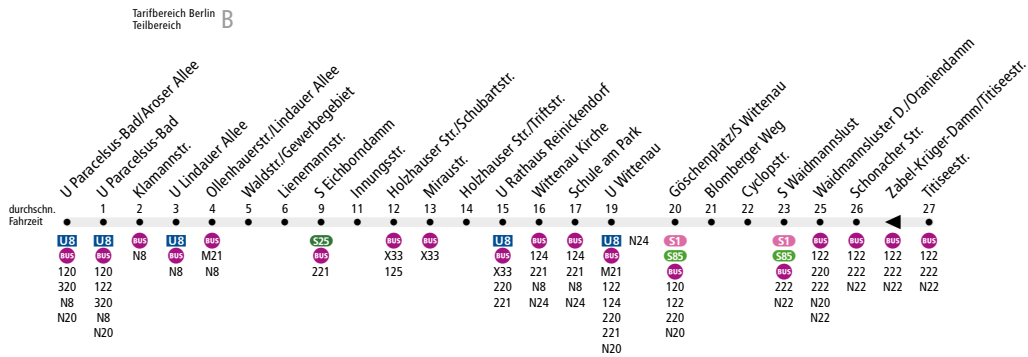 Tarifbereich Berlin B
Teilbereich
U Paracelsus-Bad/Aroser Allee
U Paracelsus-Bad
Klamannstr.
U Lindauer Allee
Ollenhauerstr./Lindauer Allee
Waldstr./Gewerbegebiet
Lienemannstr.
S Eichborndamm
Innungsstr.
Holzhauser Str./Schubartstr.
Miraustr.
Holzhauser Str./Triftstr.
U Rathaus Reinickendorf
Wittenau Kirche
Schule am Park
U Wittenau
Göschenplatz/S Wittenau
Blomberger Weg
Cyclopstr.
S Waidmannslust
Waidmannsluster D./Oraniendamm
Schonacher Str.
Zabel-Krüger-Damm/Titiseestr.
Titiseestr.
durchschn. 1 2 3 4 5 6 9 11 12 13 14 15 16 17 19 20 21 22 23 25 26 27
Fahrzeit
U8 U8 BUS U8 BUS S25 BUS BUS U8 BUS BUS U8 N24 S1 S1 BUS BUS BUS BUS
BUS BUS N8 BUS M21 BUS X33 X33 BUS 124 124 BUS S85 S85 122 122 122 122
120 120 N8 N8 221 125 X33 221 221 M21 BUS BUS 220 222 222 222
320 122 220 N8 N8 122 120 222 222 N22 N22 N22
N8 320 221 N24 N24 124 122 N22 N20
N20 N8 220 220 N22
N20 221 N20
N20